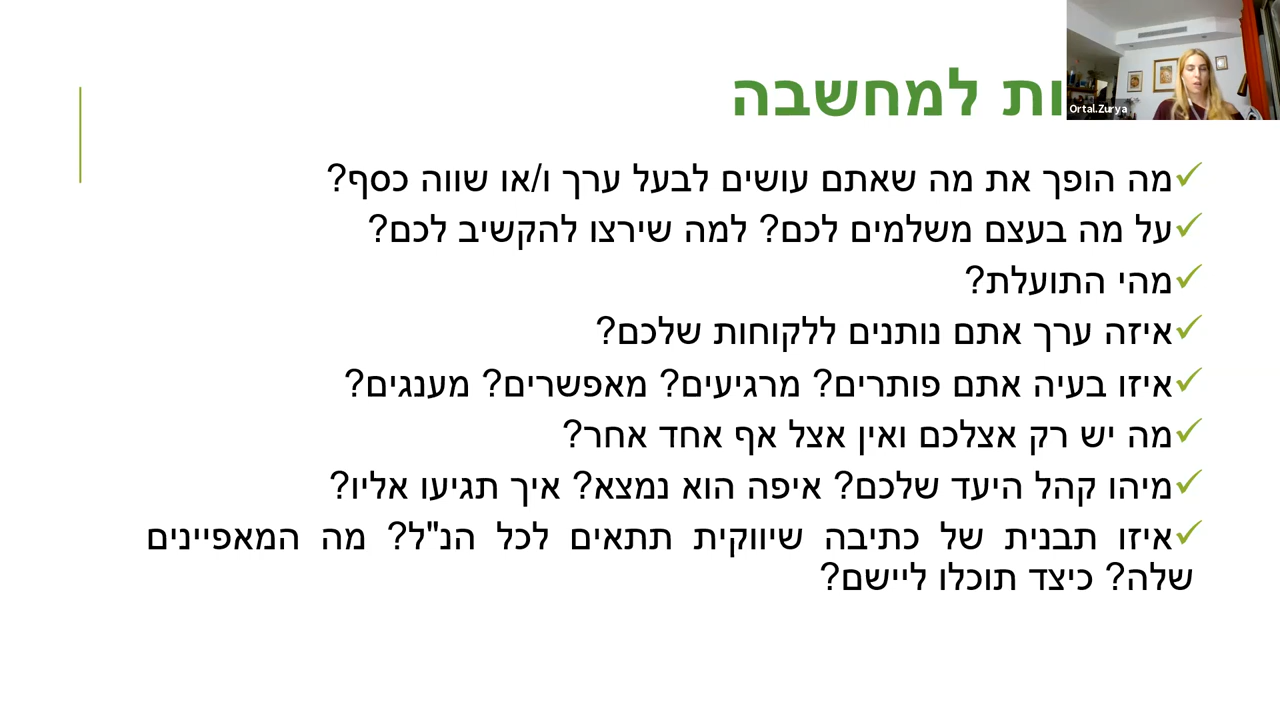 למחשבה
Ortal.Zurya
מה הופך את מה שאתם עושים לבעל ערך ו/או שווה כסף?
על מה בעצם משלמים לכם? למה שירצו להקשיב לכם?
מהי התועלת?
איזה ערך אתם נותנים ללקוחות שלכם?
איזו בעיה אתם פותרים? מרגיעים? מאפשרים? מענגים?
מה יש רק אצלכם ואין אצל אף אחד אחר?
מיהו קהל היעד שלכם? איפה הוא נמצא? איך תגיעו אליו?
איזו תבנית של כתיבה שיווקית תתאים לכל הנ"ל? מה המאפיינים
שלה? כיצד תוכלו ליישם?